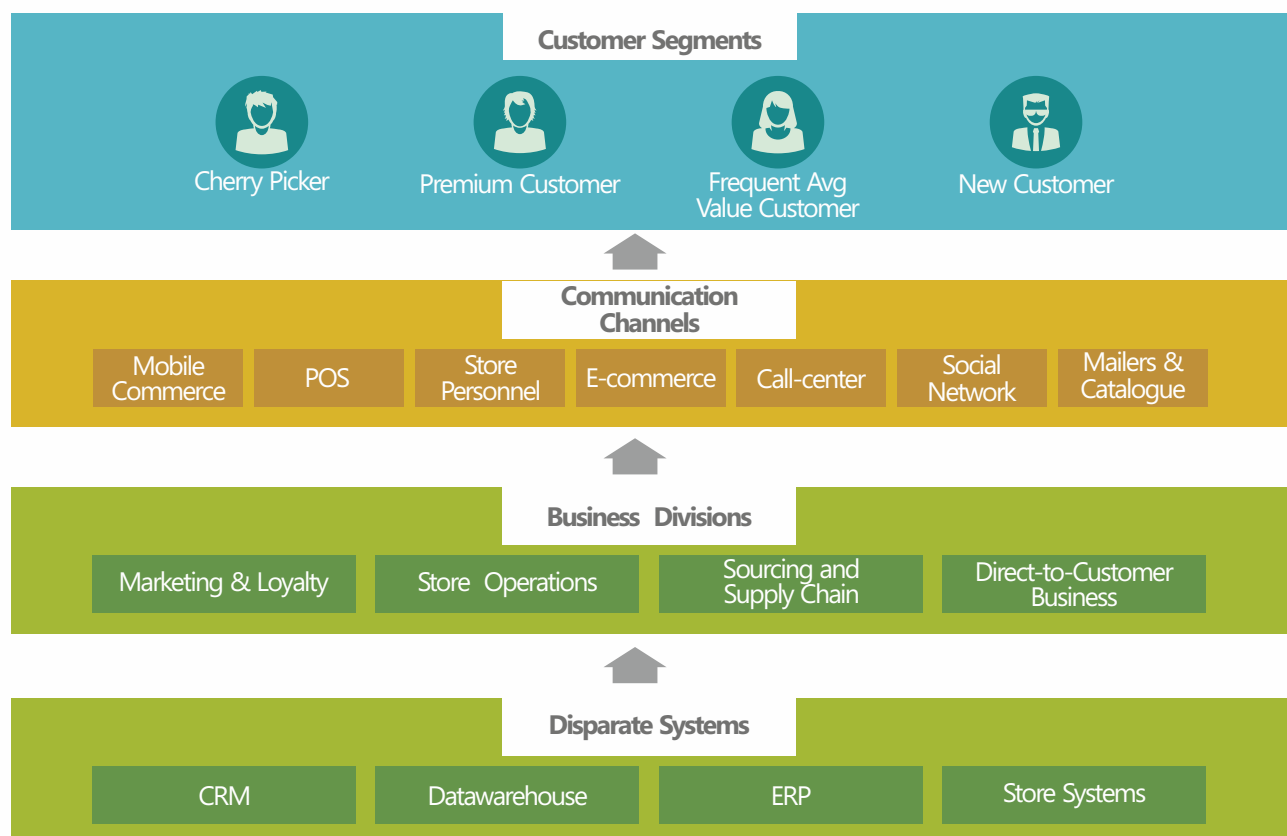 Customer Segments
Cherry Picker
Premium Customer
Frequent Avg
Value Customer
New Customer
Communication
Channels
Mobile
Commerce
POS
Store
Personnel
E-commerce
Call-center
Social
Network
Mailers &
Catalogue
Business Divisions
Marketing & Loyalty
Store Operations
Sourcing and
Supply Chain
Direct-to-Customer
Business
Disparate Systems
CRM
Datawarehouse
ERP
Store Systems